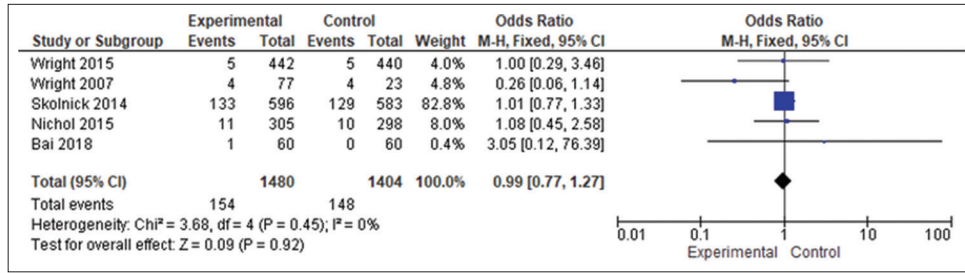 Experimental Control Odds Ratio Odds Ratio
Study or Subgroup Events Total Events Total Weight M-H, Fixed, 95% CI M-H, Fixed, 95% CI
Wright 2015 5 442 5 440 4.0% 1.00 [0.29, 3.46]
Wright 2007 4 77 4 23 4.8% 0.26 [0.06, 1.14]
Skolnick 2014 133 596 129 583 82.8% 1.01 [0.77, 1.33]
Nichol 2015 11 305 10 298 8.0% 1.08 [0.45, 2.58]
Bai 2018 1 60 0 60 0.4% 3.05 [0.12, 76.39]
Total (95% CI) 1480 1404 100.0% 0.99 [0.77, 1.27]
Total events 154 148
Heterogeneity: Chi² = 3.68, df = 4 (P = 0.45); I² = 0%
Test for overall effect: Z = 0.09 (P = 0.92)
0.01 0.1 1 10 100
Experimental Control